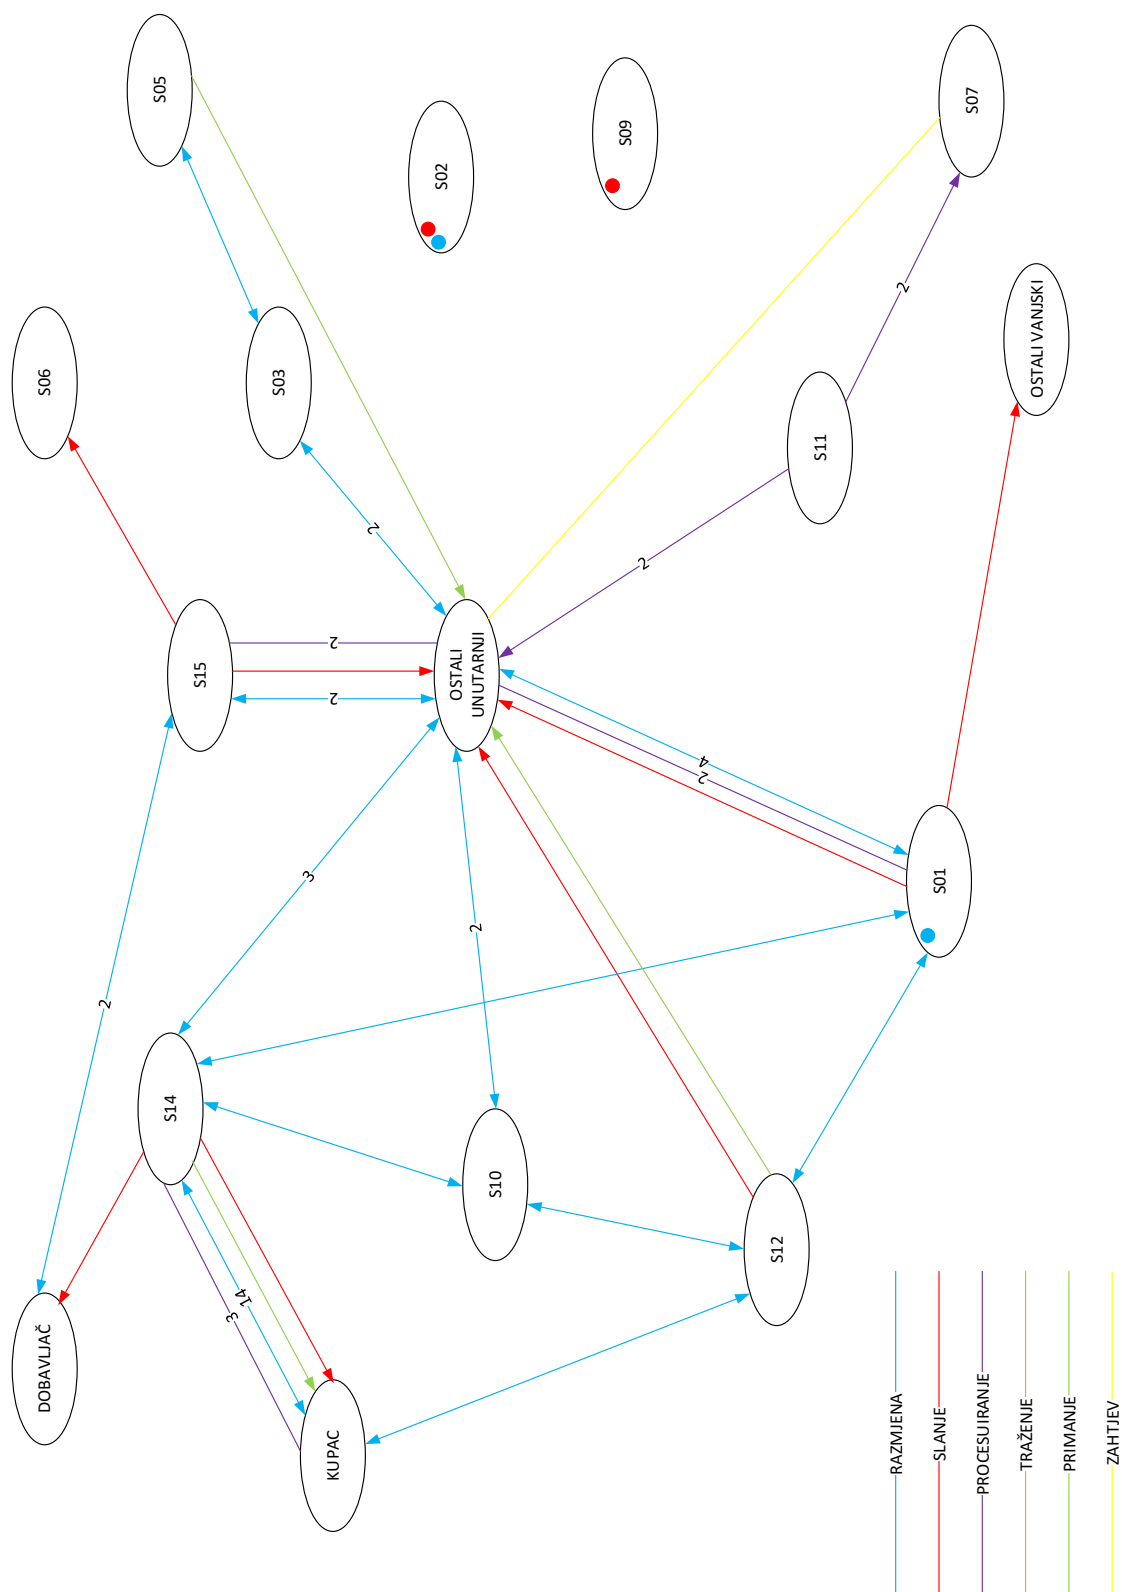 DOBAVLJAČ
S06
2
S05
S14
S15
3
14
S03
3
KUPAC
2
2
2
S02
OSTALI
UNUTARNJI
2
S10
S09
2
2
4
S12
S11
2
S01
S07
OSTALI VANJSKI
RAZMJENA
SLANJE
PROCESUIRANJE
TRAŽENJE
PRIMANJE
ZAHTJEV